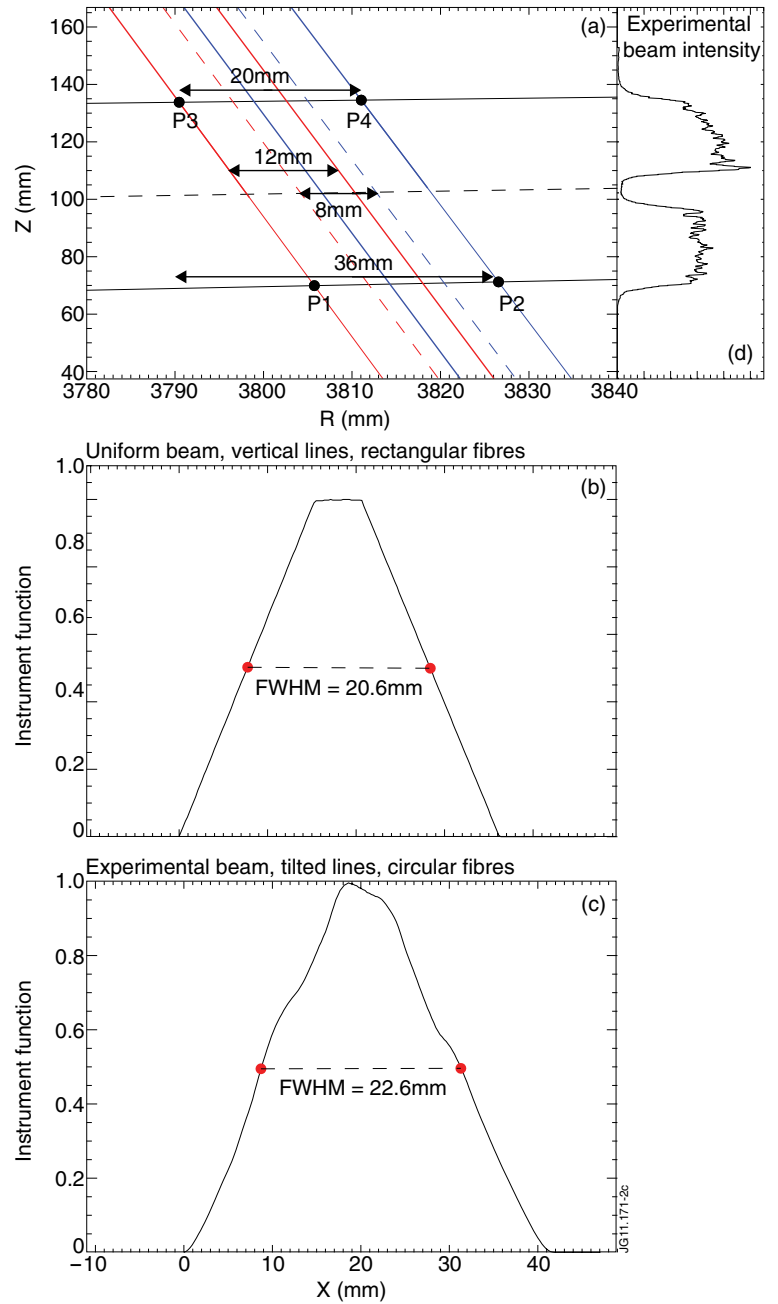 160
140
120
100
80
60
40
Z (mm)
(a)
20mm
P3
P4
12mm
8mm
36mm
P1
P2
3780
3790
3800
3810
3820
3830
3840
R (mm)
Experimental
beam intensity
(d)
Uniform beam, vertical lines, rectangular fibres
(b)
1.0
0.8
0.6
0.4
0.2
0
Instrument function
FWHM = 20.6mm
Experimental beam, tilted lines, circular fibres
(c)
1.0
0.8
0.6
0.4
0.2
0
Instrument function
FWHM = 22.6mm
JG11.171-2c
−10
0
10
20
30
40
X (mm)